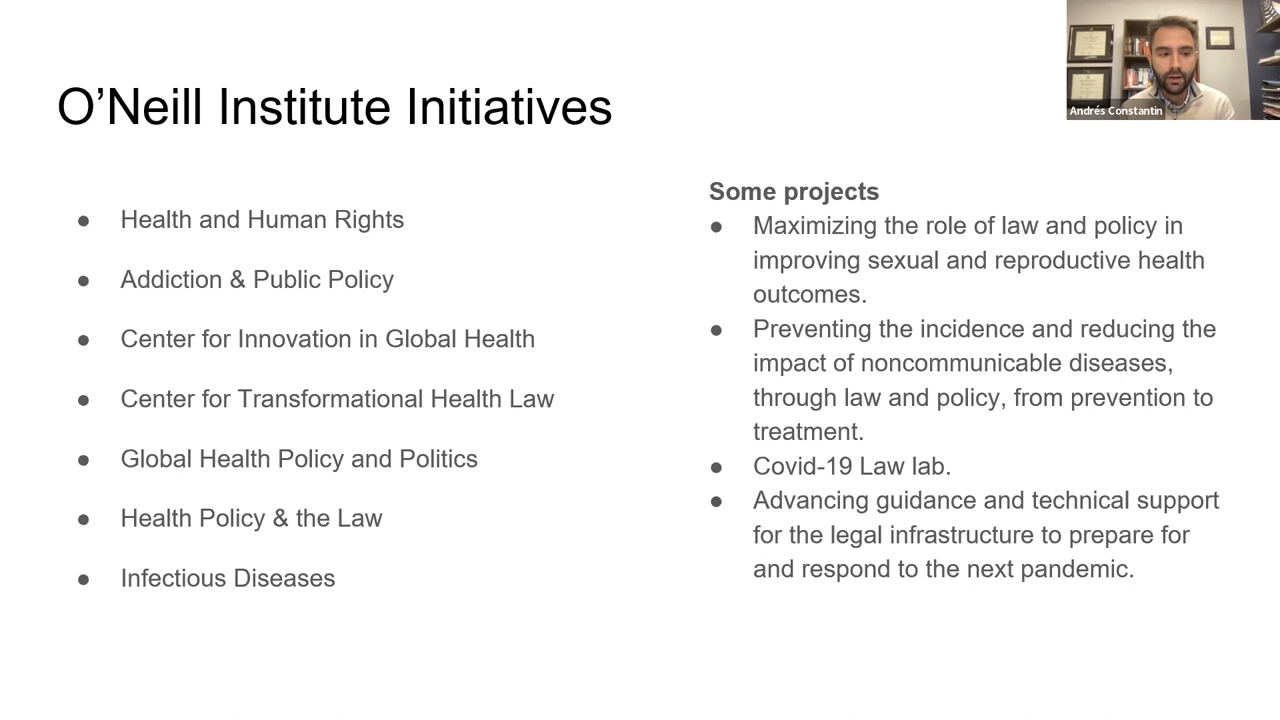 O’Neill Institute Initiatives
● Health and Human Rights
● Addiction & Public Policy
● Center for Innovation in Global Health
● Center for Transformational Health Law
● Global Health Policy and Politics
● Health Policy & the Law
● Infectious Diseases
Some projects
● Maximizing the role of law and policy in
improving sexual and reproductive health
outcomes.
● Preventing the incidence and reducing the
impact of noncommunicable diseases,
through law and policy, from prevention to
treatment.
● Covid-19 Law lab.
● Advancing guidance and technical support
for the legal infrastructure to prepare for
and respond to the next pandemic.
Andrés Constantin